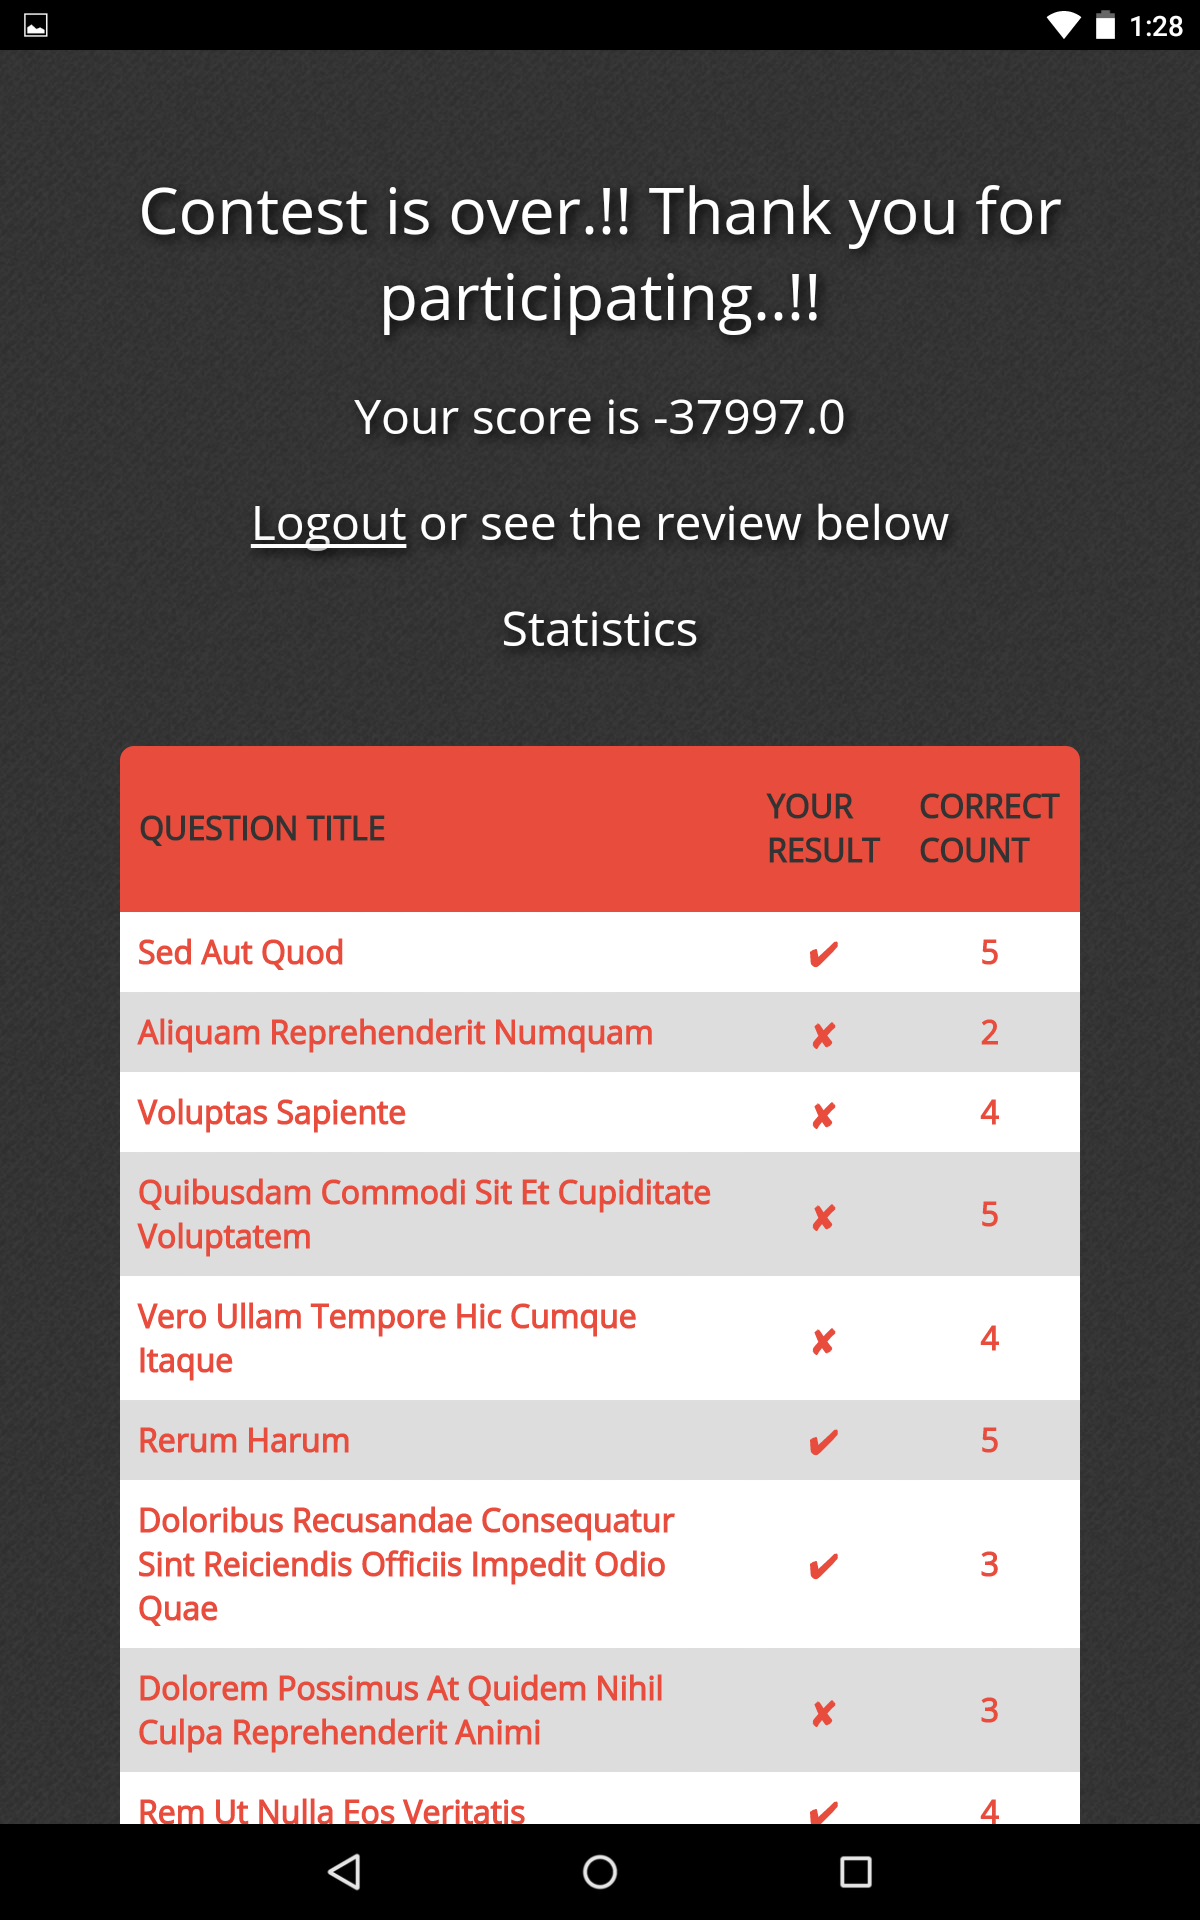 1:28
Contest is over.!! Thank you for
participating..!!
Your score is -37997.0
Logout or see the review below
Statistics
QUESTION TITLE YOUR RESULT CORRECT COUNT
Sed Aut Quod ✔ 5
Aliquam Reprehenderit Numquam ✘ 2
Voluptas Sapiente ✘ 4
Quibusdam Commodi Sit Et Cupiditate
Voluptatem ✘ 5
Vero Ullam Tempore Hic Cumque
Itaque ✘ 4
Rerum Harum ✔ 5
Doloribus Recusandae Consequatur
Sint Reiciendis Officiis Impedit Odio
Quae ✔ 3
Dolorem Possimus At Quidem Nihil
Culpa Reprehenderit Animi ✘ 3
Rem Ut Nulla Eos Veritatis ✔ 4